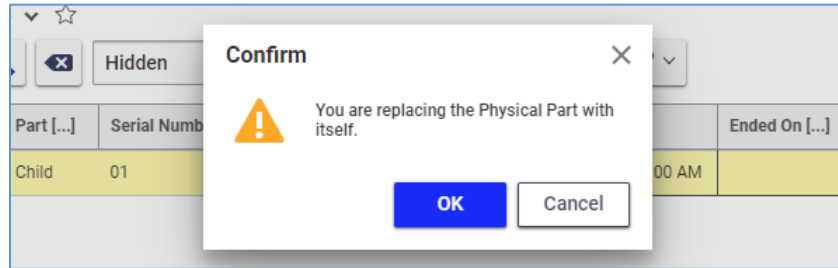 Hidden
Confirm
You are replacing the Physical Part with
itself.
OK
Cancel
Part [...]
Serial Numb
Ended On [...]
Child
01
00 AM